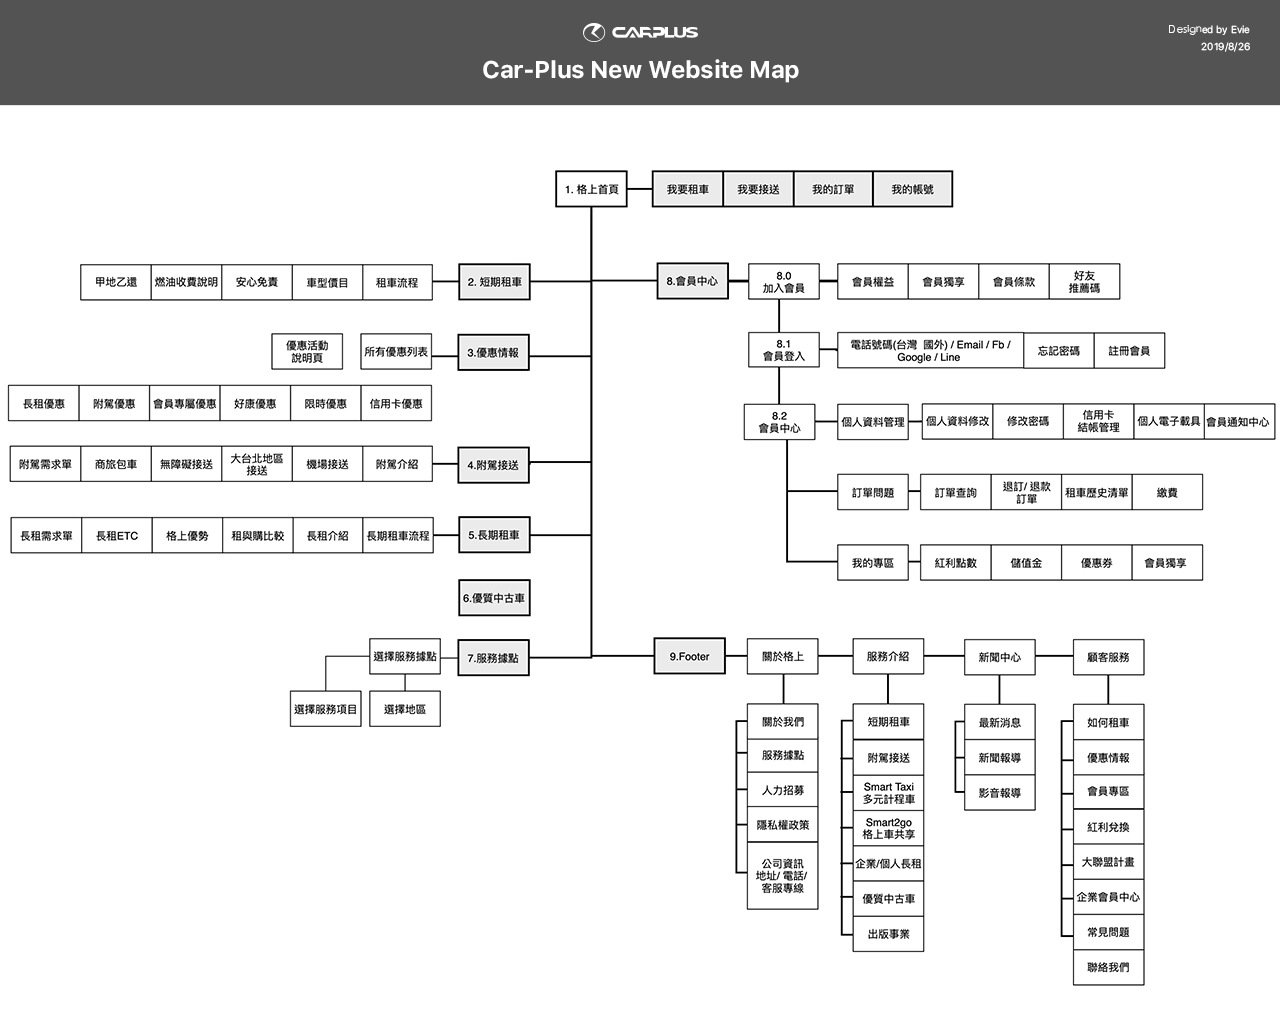 CARPLUS
Car-Plus New Website Map
Designed by Evie
2019/8/26
1. 格上首頁
我要租車
我要接送
我的訂單
我的帳號
甲地乙還
燃油收費說明
安心免責
車型價目
租車流程
2. 短期租車
優惠活動
說明頁
所有優惠列表
3.優惠情報
長租優惠
附駕優惠
會員專屬優惠
好康優惠
限時優惠
信用卡優惠
附駕需求單
商旅包車
無障礙接送
大台北地區
接送
機場接送
附駕介紹
4.附駕接送
長租需求單
長租ETC
格上優勢
租與購比較
長租介紹
長期租車流程
5.長期租車
6.優質中古車
選擇服務據點
7.服務據點
選擇服務項目
選擇地區
8.會員中心
8.0
加入會員
會員權益
會員獨享
會員條款
好友
推薦碼
8.1
會員登入
電話號碼(台灣 國外) / Email / Fb /
Google / Line
忘記密碼
註冊會員
8.2
會員中心
個人資料管理
個人資料修改
修改密碼
信用卡
結帳管理
個人電子載具
會員通知中心
訂單問題
訂單查詢
退訂/ 退款
訂單
租車歷史清單
繳費
我的專區
紅利點數
儲值金
優惠券
會員獨享
9.Footer
關於格上
服務介紹
新聞中心
顧客服務
關於我們
服務據點
人力招募
隱私權政策
公司資訊
地址/ 電話/
客服專線
短期租車
附駕接送
Smart Taxi
多元計程車
Smart2go
格上車共享
企業/個人長租
優質中古車
出版事業
最新消息
新聞報導
影音報導
如何租車
優惠情報
會員專區
紅利兌換
大聯盟計畫
企業會員中心
常見問題
聯絡我們